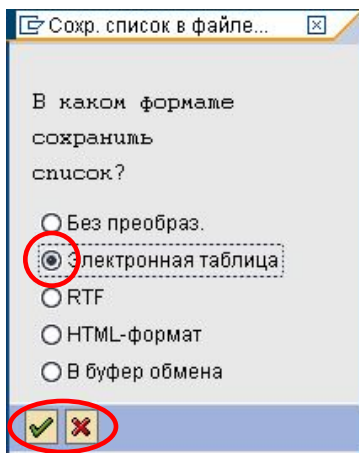 Сохр. список в файле...
В каком формате
сохранить
список?
Без преобраз.
Электронная таблица
RTF
HTML-формат
В буфер обмена